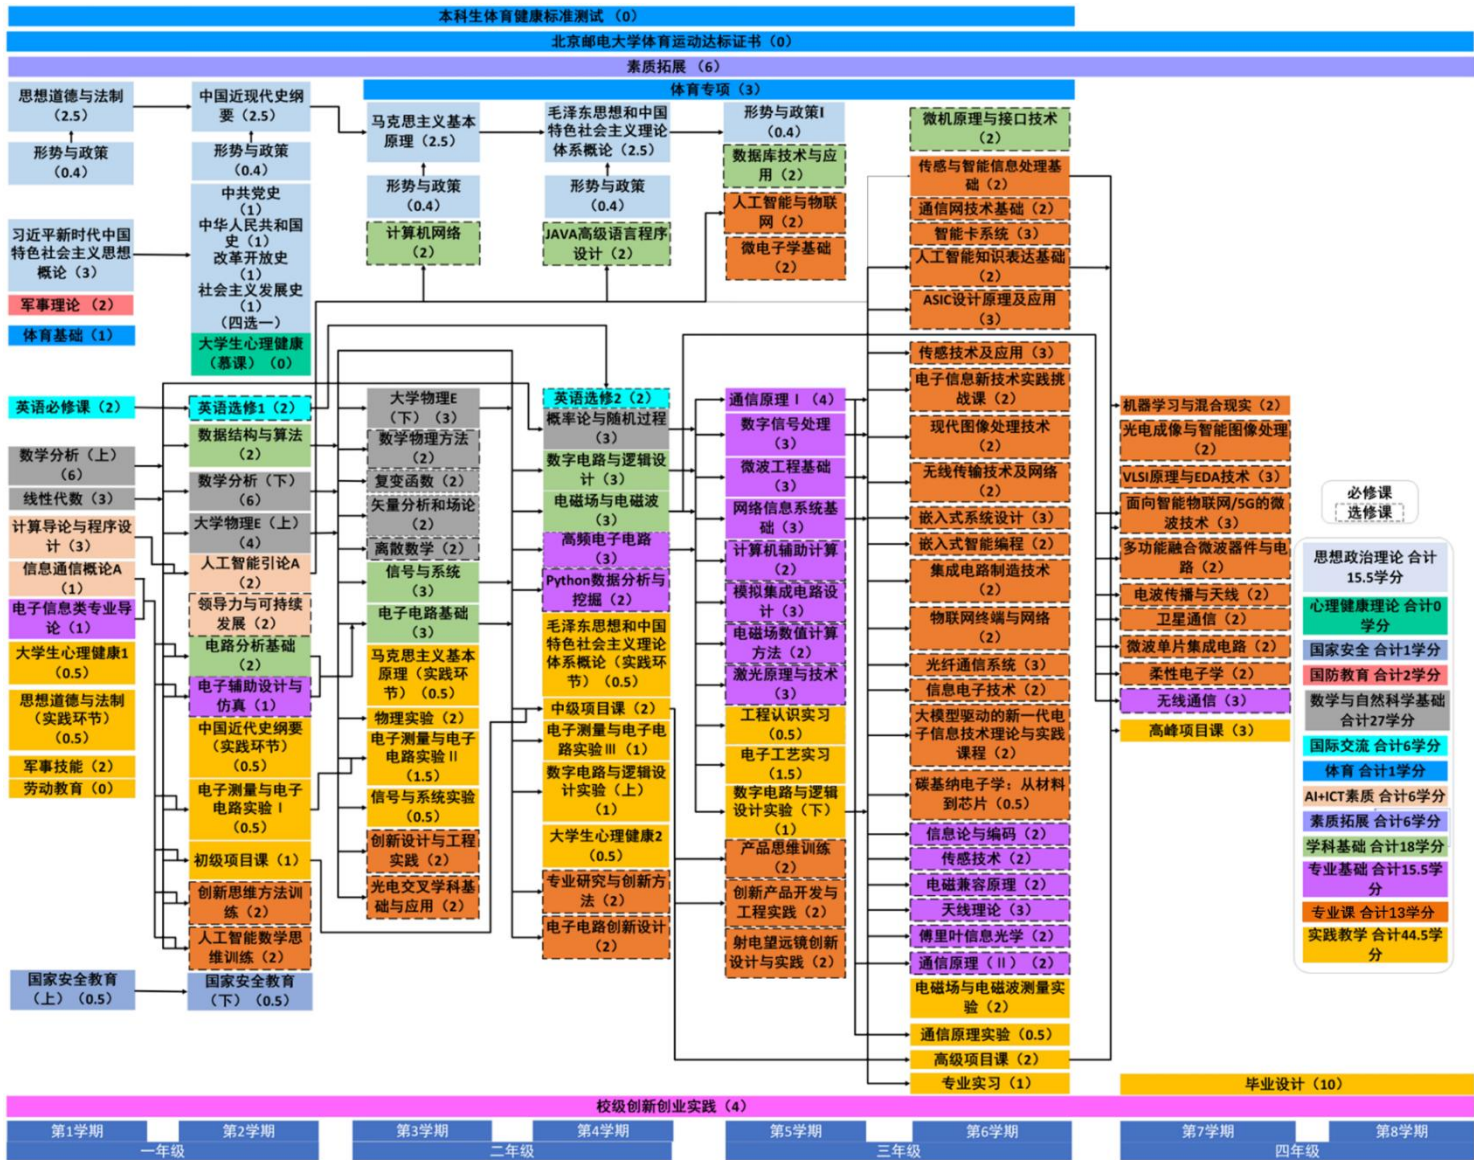 本科生体育健康标准测试（0）
北京邮电大学体育运动达标证书（0）
素质拓展（6）
体育专项（3）
思想道德与法制
（2.5）
形势与政策
（0.4）
习近平新时代中国
特色社会主义思想
概论（3）
军事理论（2）
体育基础（1）
英语必修课（2）
数学分析（上）
（6）
线性代数（3）
计算导论与程序设
计（3）
信息通信概论A
（1）
电子信息类专业导
论（1）
大学生心理健康1
（0.5）
思想道德与法制
（实践环节）
（0.5）
军事技能（2）
劳动教育（0）
国家安全教育
（上）（0.5）
中国近现代史纲
要（2.5）
形势与政策
（0.4）
中共党史
（1）
中华人民共和国
史（1）
改革开放史
（1）
社会主义发展史
（1）
（四选一）
大学生心理健康
（慕课）（0）
英语选修1（2）
数据结构与算法
（2）
数学分析（下）
（6）
大学物理E（上）
（4）
人工智能引论A
（2）
领导力与可持续
发展（2）
电路分析基础
（2）
电子辅助设计与
仿真（1）
中国近代史纲要
（实践环节）
（0.5）
电子测量与电子
电路实验Ⅰ
（0.5）
初级项目课（1）
创新思维方法训
练（2）
人工智能数学思
维训练（2）
国家安全教育
（下）（0.5）
马克思主义基本
原理（2.5）
形势与政策
（0.4）
计算机网络
（2）
大学物理E
（下）（3）
数学物理方法
（2）
复变函数（2）
矢量分析和场论
（2）
离散数学（2）
信号与系统
（3）
电子电路基础
（3）
马克思主义基本
原理（实践环
节）（0.5）
物理实验（2）
电子测量与电子
电路实验Ⅱ
（1.5）
信号与系统实验
（0.5）
创新设计与工程
实践（2）
光电交叉学科基
础与应用（2）
毛泽东思想和中国
特色社会主义理论
体系概论（2.5）
形势与政策
（0.4）
JAVA高级语言程序
设计（2）
英语选修2（2）
概率论与随机过程
（3）
数字电路与逻辑设
计（3）
电磁场与电磁波
（3）
高频电子电路
（3）
Python数据分析与
挖掘（2）
毛泽东思想和中国
特色社会主义理论
体系概论（实践环
节）（0.5）
中级项目课（2）
电子测量与电子电
路实验Ⅲ（1）
数字电路与逻辑设
计实验（上）
（1）
大学生心理健康2
（0.5）
专业研究与创新方
法（2）
电子电路创新设计
（2）
形势与政策Ⅰ
（0.4）
数据库技术与应
用（2）
人工智能与物联
网（2）
微电子学基础
（2）
通信原理Ⅰ（4）
数字信号处理
（3）
微波工程基础
（3）
网络信息系统基
础（3）
计算机辅助计算
（2）
模拟集成电路设
计（3）
电磁场数值计算
方法（2）
激光原理与技术
（3）
工程认识实习
（0.5）
电子工艺实习
（1.5）
数字电路与逻辑
设计实验（下）
（1）
产品思维训练
（2）
创新产品开发与
工程实践（2）
射电望远镜创新
设计与实践（2）
微机原理与接口技术
（2）
传感与智能信息处理基
础（2）
通信网技术基础（2）
智能卡系统（3）
人工智能知识表达基础
（2）
ASIC设计原理及应用
（3）
传感技术及应用（3）
电子信息新技术实践挑
战课（2）
现代图像处理技术
（2）
无线传输技术及网络
（2）
嵌入式系统设计（3）
嵌入式智能编程（2）
集成电路制造技术
（2）
物联网终端与网络
（2）
光纤通信系统（3）
信息电子技术（2）
大模型驱动的新一代电
子信息技术理论与实践
课程（2）
碳基纳电子学：从材料
到芯片（0.5）
信息论与编码（2）
传感技术（2）
电磁兼容原理（2）
天线理论（3）
傅里叶信息光学（2）
通信原理（Ⅱ）（2）
电磁场与电磁波测量实
验（2）
通信原理实验（0.5）
高级项目课（2）
专业实习（1）
机器学习与混合现实（2）
光电成像与智能图像处理
（2）
VLSI原理与EDA技术（3）
面向智能物联网/5G的微
波技术（3）
多功能融合微波器件与电
路（2）
电波传播与天线（2）
卫星通信（2）
微波单片集成电路（2）
柔性电子学（2）
无线通信（3）
高峰项目课（3）
毕业设计（10）
必修课
选修课
思想政治理论 合计
15.5学分
心理健康理论 合计0
学分
国家安全 合计1学分
国防教育 合计2学分
数学与自然科学基础
合计27学分
国际交流 合计6学分
体育 合计1学分
AI+ICT素质 合计6学分
素质拓展 合计6学分
学科基础 合计18学分
专业基础 合计15.5学
分
专业课 合计13学分
实践教学 合计44.5学
分
校级创新创业实践（4）
第1学期
第2学期
第3学期
第4学期
第5学期
第6学期
第7学期
第8学期
一年级
二年级
三年级
四年级